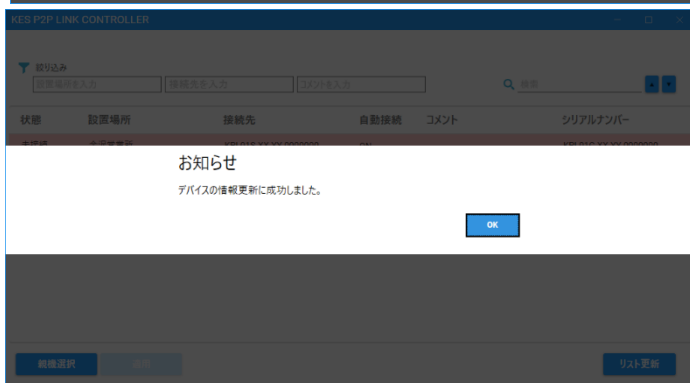 KES P2P LINK CONTROLLER
絞り込み
設置場所を入力 接続先を入力 コメントを入力 検索
状態 設置場所 接続先 自動接続 コメント シリアルナンバー
お知らせ
デバイスの情報更新に成功しました。
OK
親機選択 適用 リスト更新